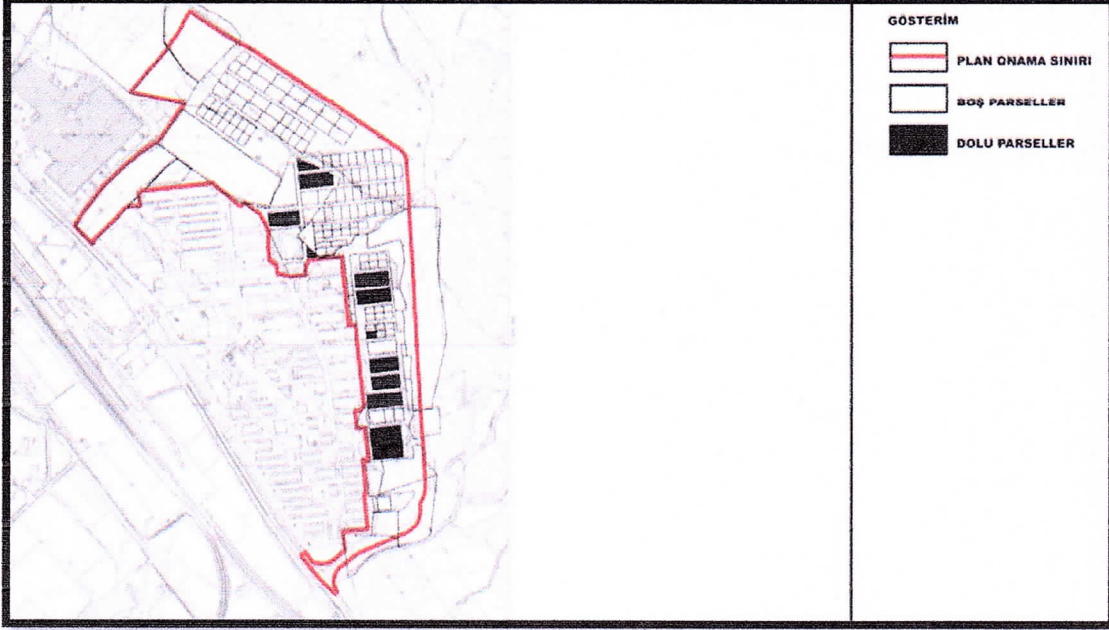 GÖSTERİM
PLAN ONAMA SINIRI
BOŞ PARSELLER
DOLU PARSELLER